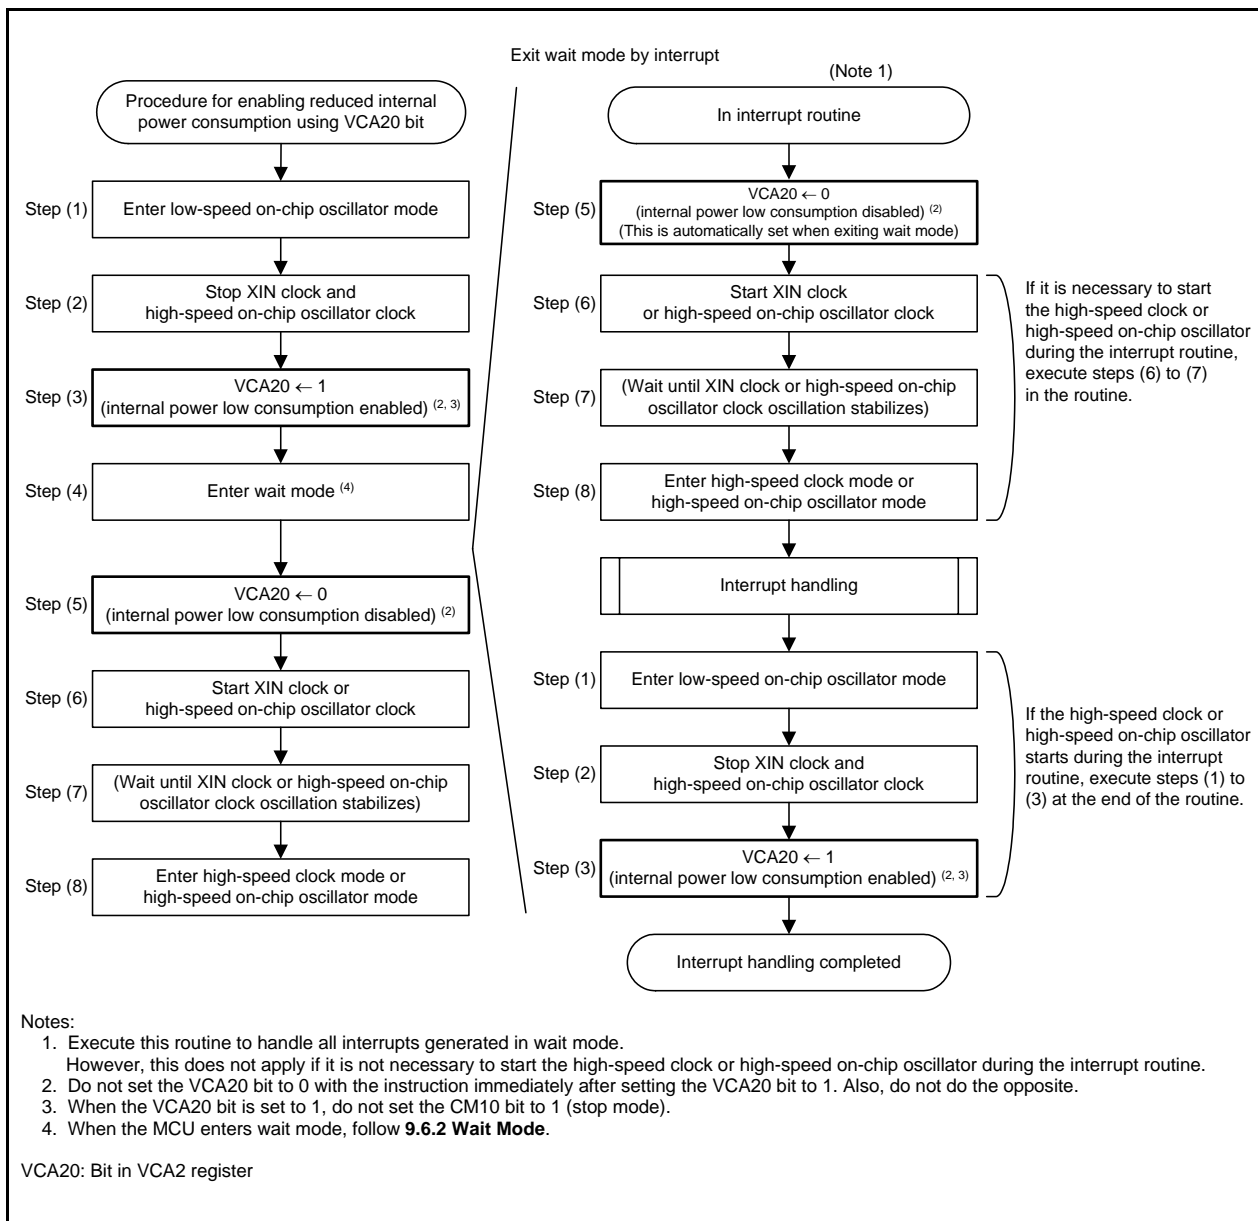 Exit wait mode by interrupt
Procedure for enabling reduced internal
power consumption using VCA20 bit
Step (1)
Enter low-speed on-chip oscillator mode
Step (2)
Stop XIN clock and
high-speed on-chip oscillator clock
Step (3)
VCA20 ← 1
(internal power low consumption enabled) (2, 3)
Step (4)
Enter wait mode (4)
Step (5)
VCA20 ← 0
(internal power low consumption disabled) (2)
Step (6)
Start XIN clock or
high-speed on-chip oscillator clock
Step (7)
(Wait until XIN clock or high-speed on-chip
oscillator clock oscillation stabilizes)
Step (8)
Enter high-speed clock mode or
high-speed on-chip oscillator mode
(Note 1)
In interrupt routine
Step (5)
VCA20 ← 0
(internal power low consumption disabled) (2)
(This is automatically set when exiting wait mode)
Step (6)
Start XIN clock
or high-speed on-chip oscillator clock
Step (7)
(Wait until XIN clock or high-speed on-chip
oscillator clock oscillation stabilizes)
Step (8)
Enter high-speed clock mode or
high-speed on-chip oscillator mode
If it is necessary to start
the high-speed clock or
high-speed on-chip oscillator
during the interrupt routine,
execute steps (6) to (7)
in the routine.
Interrupt handling
Step (1)
Enter low-speed on-chip oscillator mode
Step (2)
Stop XIN clock and
high-speed on-chip oscillator clock
Step (3)
VCA20 ← 1
(internal power low consumption enabled) (2, 3)
If the high-speed clock or
high-speed on-chip oscillator
starts during the interrupt
routine, execute steps (1) to
(3) at the end of the routine.
Interrupt handling completed
Notes:
1. Execute this routine to handle all interrupts generated in wait mode.
However, this does not apply if it is not necessary to start the high-speed clock or high-speed on-chip oscillator during the interrupt routine.
2. Do not set the VCA20 bit to 0 with the instruction immediately after setting the VCA20 bit to 1. Also, do not do the opposite.
3. When the VCA20 bit is set to 1, do not set the CM10 bit to 1 (stop mode).
4. When the MCU enters wait mode, follow 9.6.2 Wait Mode.
VCA20: Bit in VCA2 register